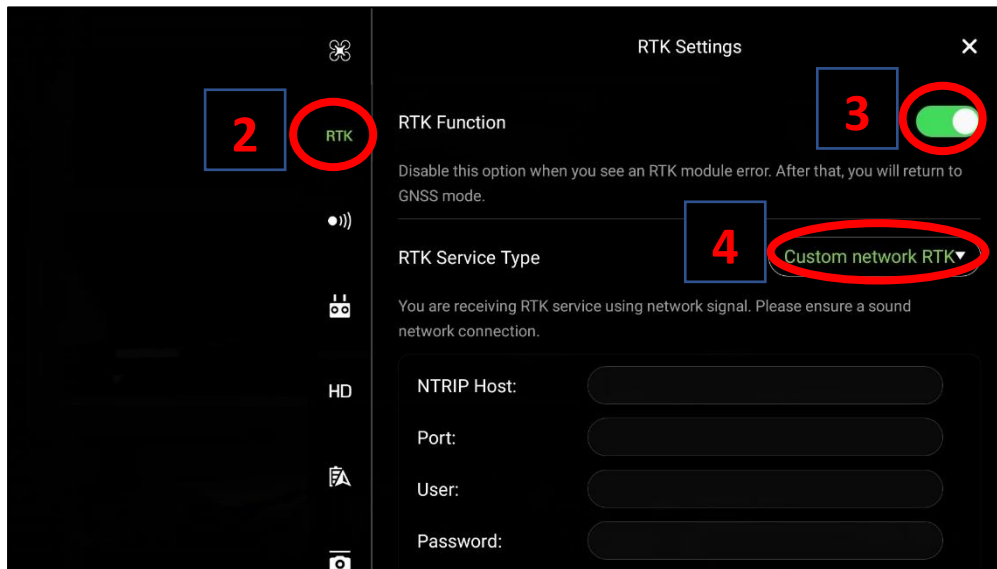 RTK Settings
2
RTK
3
RTK Function
Disable this option when you see an RTK module error. After that, you will return to
GNSS mode.
4
RTK Service Type
Custom network RTK
You are receiving RTK service using network signal. Please ensure a sound
network connection.
HD
NTRIP Host:
Port:
User:
Password: